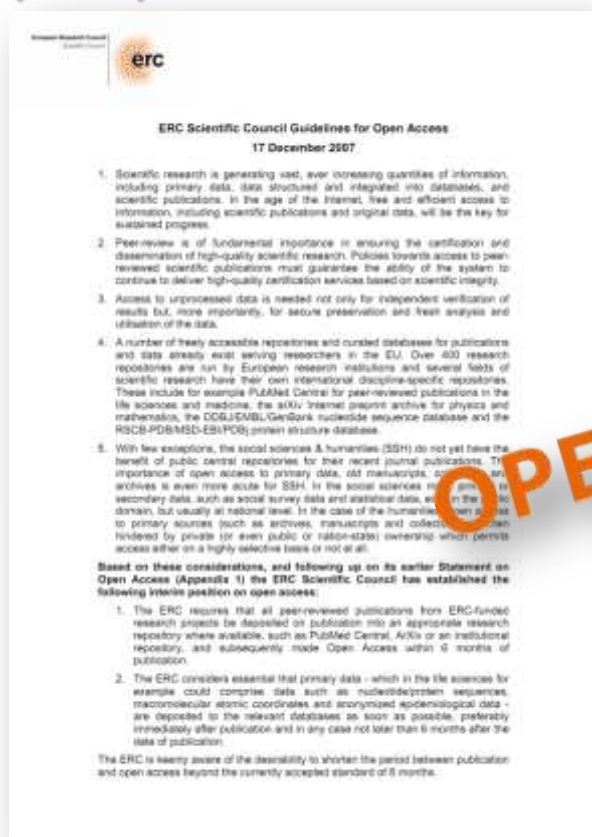 European Research Council
Scientific Council
erc
ERC Scientific Council Guidelines for Open Access
17 December 2007
1. Scientific research is generating vast, ever increasing quantities of information,
including primary data, data structured and integrated into databases, and
scientific publications. In the age of the Internet, free and efficient access to
information, including scientific publications and original data, will be the key for
sustained progress.
2. Peer-review is of fundamental importance in ensuring the certification and
dissemination of high-quality scientific research. Policies towards access to peer-
reviewed scientific publications must guarantee the ability of the system to
continue to deliver high-quality certification services based on scientific integrity.
3. Access to unprocessed data is needed not only for independent verification of
results but, more importantly, for secure preservation and fresh analysis and
utilisation of the data.
4. A number of freely accessible repositories and curated databases for publications
and data already exist serving researchers in the EU. Over 400 research
repositories are run by European research institutions and several fields of
scientific research have their own international discipline-specific repositories.
These include for example PubMed Central for peer-reviewed publications in the
life sciences and medicine, the arXiv Internet preprint archive for physics and
mathematics, the DDBJ/EMBL/GenBank nucleotide sequence database and the
RSCB-PDB/MSD-EBI/PDBj protein structure database.
5. With few exceptions, the social sciences & humanities (SSH) do not yet have the
benefit of public central repositories for their recent journal publications. The
importance of open access to primary data, old manuscripts, and
archives is even more acute for SSH. In the social sciences
secondary data, such as social survey data and statistical data, in the
domain, but usually at national level. In the case of the humanities
to primary sources (such as archives, manuscripts and
hindered by private (or even public or nation-state) ownership which permits
access either on a highly selective basis or not at all.
OPE
Based on these considerations, and following up on its earlier Statement on
Open Access (Appendix 1) the ERC Scientific Council has established the
following interim position on open access:
1. The ERC requires that all peer-reviewed publications from ERC-funded
research projects be deposited on publication into an appropriate research
repository where available, such as PubMed Central, ArXiv or an institutional
repository, and subsequently made Open Access within 6 months of
publication.
2. The ERC considers essential that primary data - which in the life sciences for
example could comprise data such as nucleotide/protein sequences,
macromolecular atomic coordinates and anonymized epidemiological data -
are deposited to the relevant databases as soon as possible, preferably
immediately after publication and in any case not later than 6 months after the
date of publication.
The ERC is keenly aware of the desirability to shorten the period between publication
and open access beyond the currently accepted standard of 6 months.